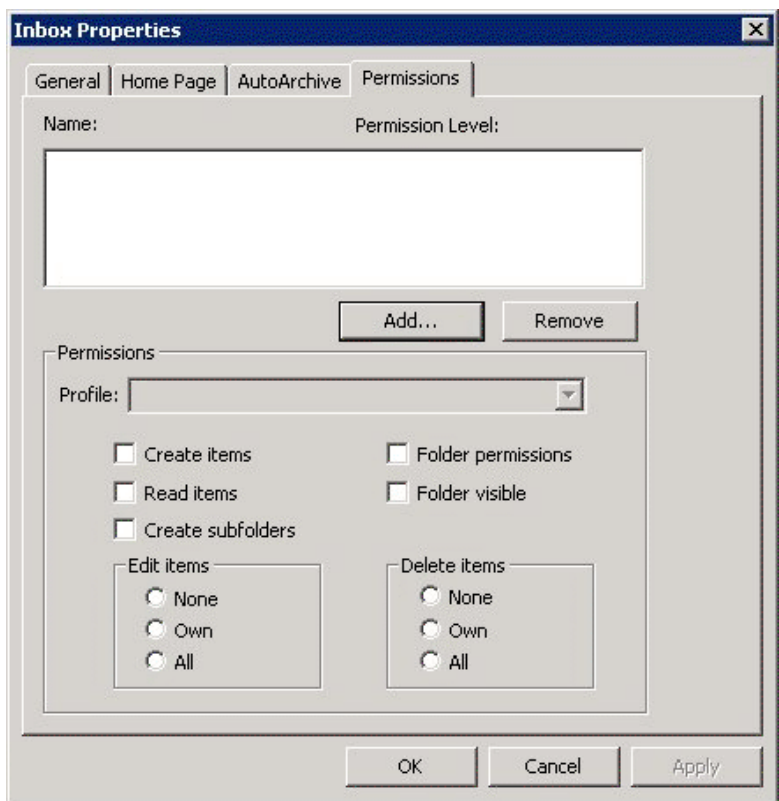 Inbox Properties
General Home Page AutoArchive Permissions
Name: Permission Level:
Add... Remove
Permissions
Profile:
Create items Folder permissions
Read items Folder visible
Create subfolders
Edit items Delete items
None None
Own Own
All All
OK Cancel Apply